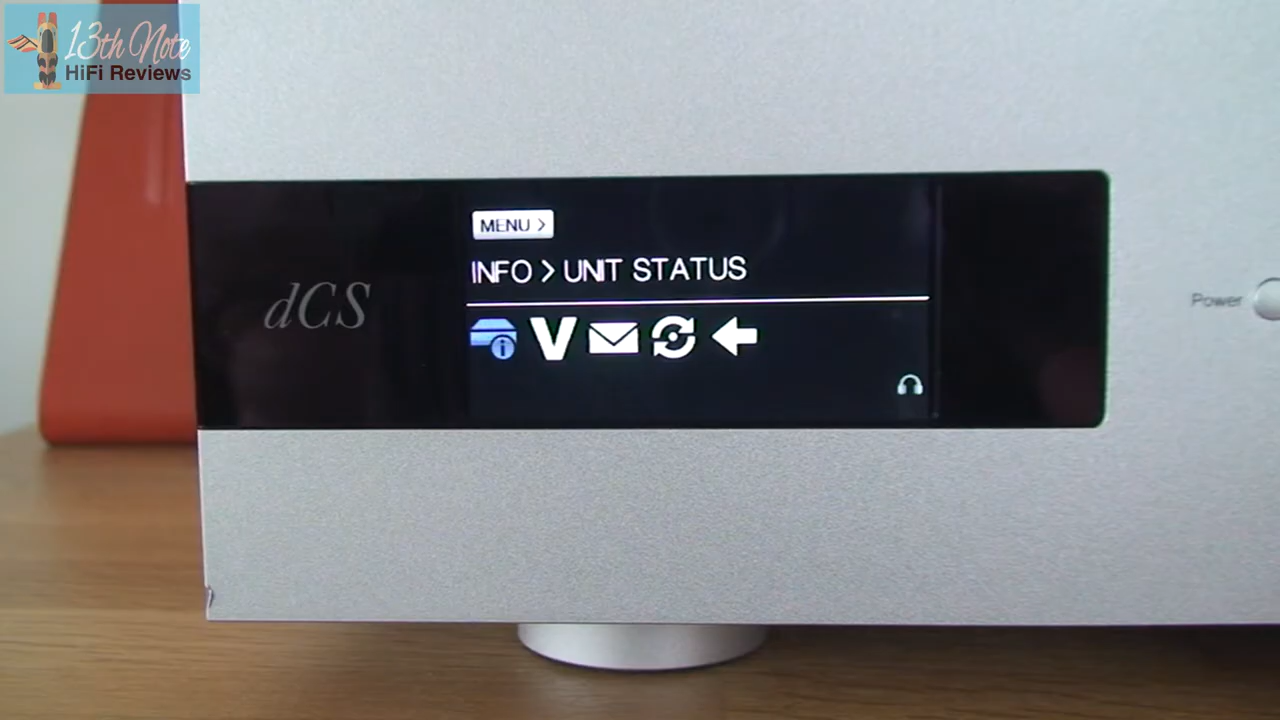 13th Note
HiFi Reviews
MENU >
INFO > UNIT STATUS
dCS
V
Power